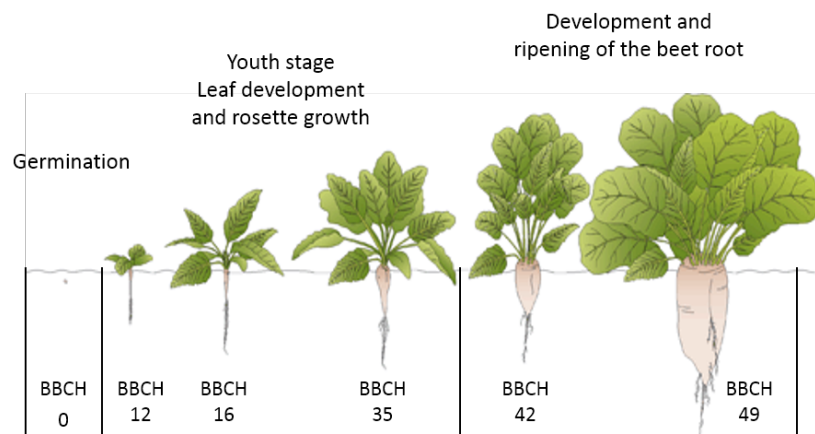 Development and
ripening of the beet root
Youth stage
Leaf development
and rosette growth
Germination
BBCH
0
BBCH
12
BBCH
16
BBCH
35
BBCH
42
BBCH
49